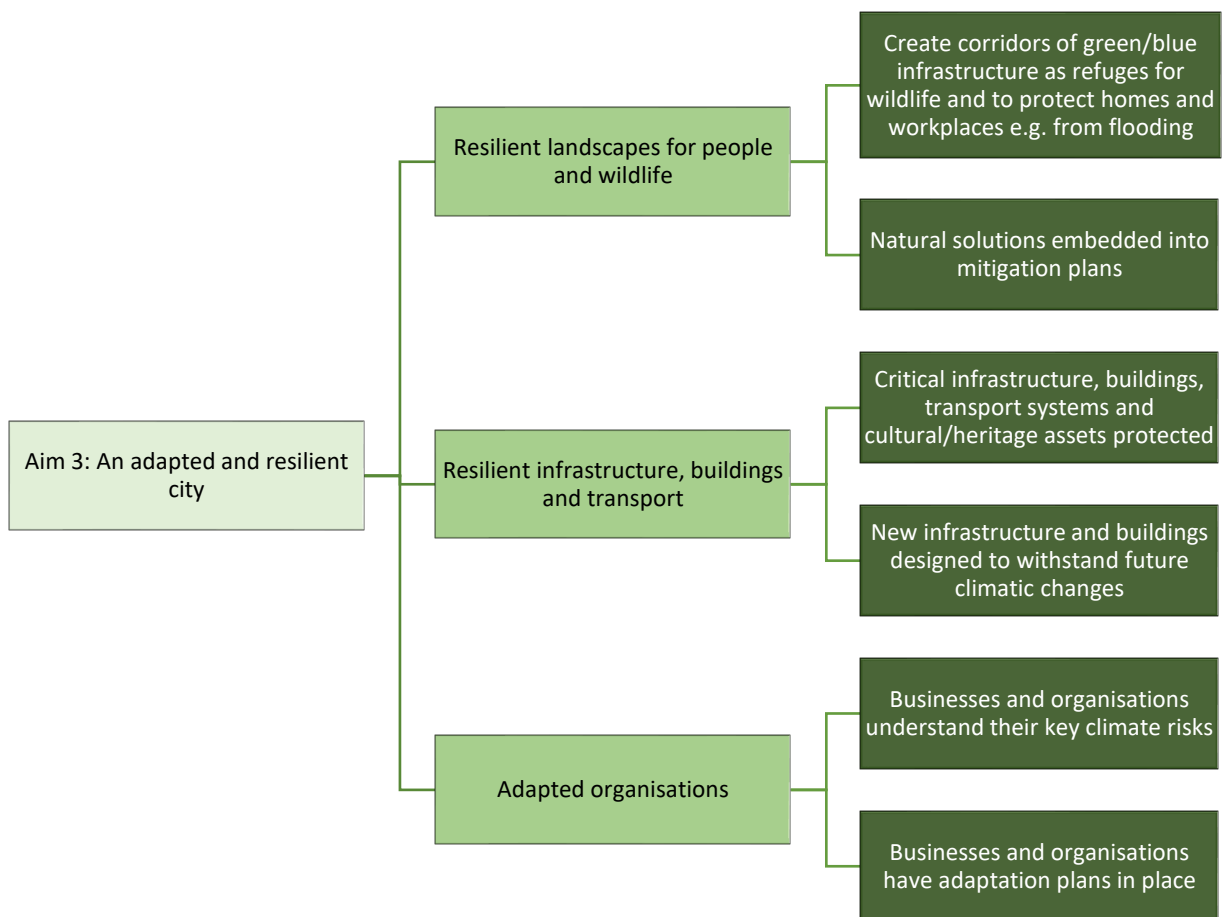 Aim 3: An adapted and resilient
city
Resilient landscapes for people
and wildlife
Create corridors of green/blue
infrastructure as refuges for
wildlife and to protect homes and
workplaces e.g. from flooding
Natural solutions embedded into
mitigation plans
Resilient infrastructure, buildings
and transport
Critical infrastructure, buildings,
transport systems and
cultural/heritage assets protected
New infrastructure and buildings
designed to withstand future
climatic changes
Adapted organisations
Businesses and organisations
understand their key climate risks
Businesses and organisations
have adaptation plans in place